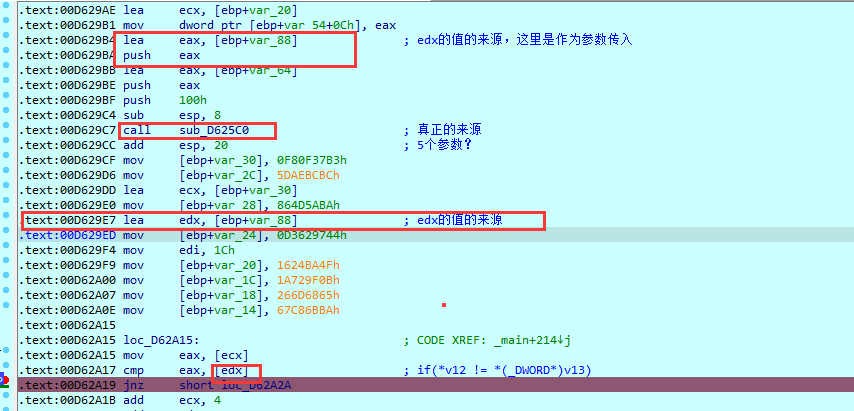 .text:00D629AE lea     ecx, [ebp+var_20]
.text:00D629B1 mov     dword ptr [ebp+var_54+0Ch], eax
.text:00D629B4 lea     eax, [ebp+var_88]               ; edx的值的来源，这里是作为参数传入
.text:00D629BA push    eax
.text:00D629BB lea     eax, [ebp+var_64]
.text:00D629BE push    eax
.text:00D629BF push    100h
.text:00D629C4 sub     esp, 8
.text:00D629C7 call    sub_D625C0                      ; 真正的来源
.text:00D629CC add     esp, 20                         ; 5个参数？
.text:00D629CF mov     [ebp+var_30], 0F80F37B3h
.text:00D629D6 mov     [ebp+var_2C], 5DAEBCBCh
.text:00D629DD lea     ecx, [ebp+var_30]
.text:00D629E0 mov     [ebp+var_28], 864D5ABAh
.text:00D629E7 lea     edx, [ebp+var_88]               ; edx的值的来源
.text:00D629ED mov     [ebp+var_24], 0D3629744h
.text:00D629F4 mov     edi, 1Ch
.text:00D629F9 mov     [ebp+var_20], 1624BA4Fh
.text:00D62A00 mov     [ebp+var_1C], 1A729F0Bh
.text:00D62A07 mov     [ebp+var_18], 266D6865h
.text:00D62A0E mov     [ebp+var_14], 67C86BBAh
.text:00D62A15
.text:00D62A15 loc_D62A15:                             ; CODE XREF: _main+214↓j
.text:00D62A15 mov     eax, [ecx]
.text:00D62A17 cmp     eax, [edx]                      ; if(*v12 != *(_DWORD*)v13)
.text:00D62A19 jnz     short loc_D62A2A
.text:00D62A1B add     ecx, 4